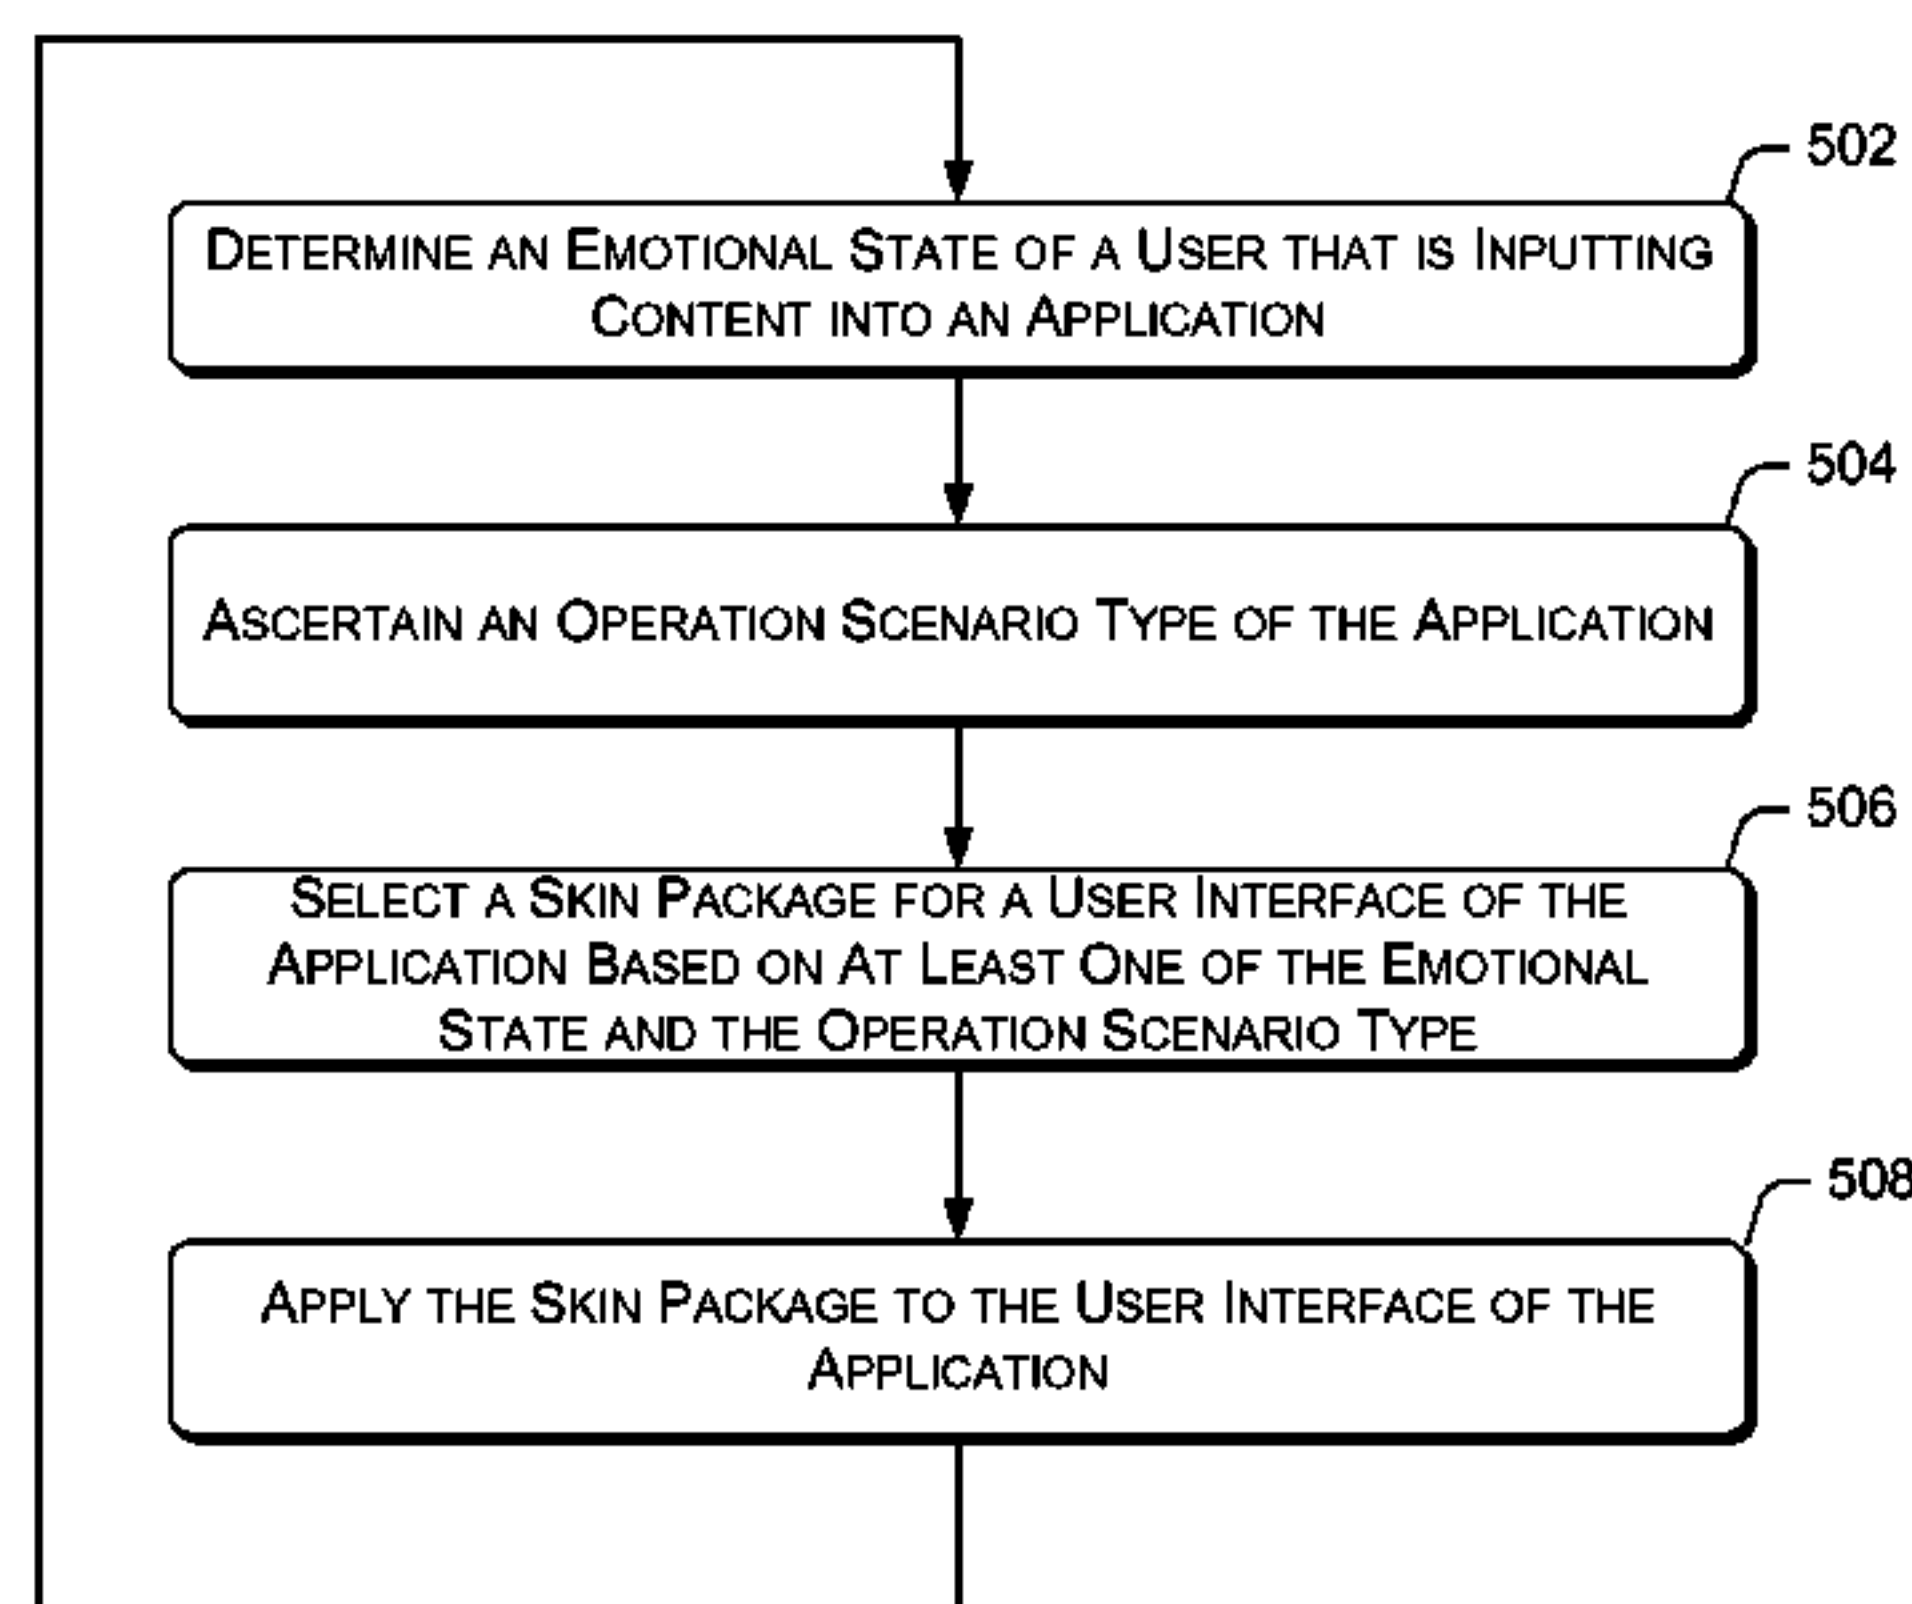 502
DETERMINE AN EMOTIONAL STATE OF A USER THAT IS INPUTTING
CONTENT INTO AN APPLICATION
504
ASCERTAIN AN OPERATION SCENARIO TYPE OF THE APPLICATION
506
SELECT A SKIN PACKAGE FOR A USER INTERFACE OF THE
APPLICATION BASED ON AT LEAST ONE OF THE EMOTIONAL
STATE AND THE OPERATION SCENARIO TYPE
508
APPLY THE SKIN PACKAGE TO THE USER INTERFACE OF THE
APPLICATION